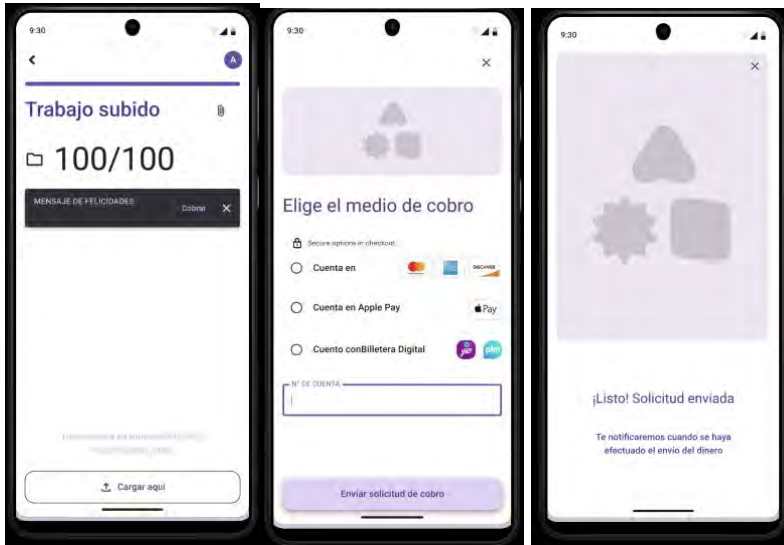 9:30
A
Trabajo subido
100/100
MENSAJE DE FELICIDADES
Cobrar
9:30
Elige el medio de cobro
Secure options in checkout
Cuenta en
DISCOVER
Cuenta en Apple Pay
Pay
Cuento conBilletera Digital
plin
N° DE CUENTA
Enviar solicitud de cobro
Cargar aquí
9:30
¡Listo! Solicitud enviada
Te notificaremos cuando se haya
efectuado el envío del dinero